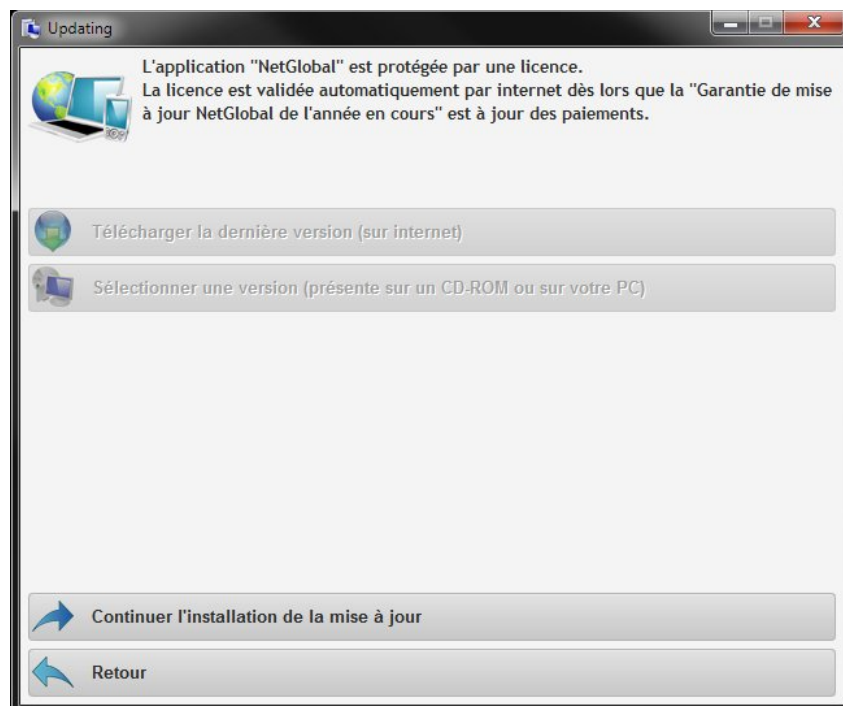 Updating
L'application "NetGlobal" est protégée par une licence.
La licence est validée automatiquement par internet dès lors que la "Garantie de mise
à jour NetGlobal de l'année en cours" est à jour des paiements.
Télécharger la dernière version (sur internet)
Sélectionner une version (présente sur un CD-ROM ou sur votre PC)
Continuer l'installation de la mise à jour
Retour